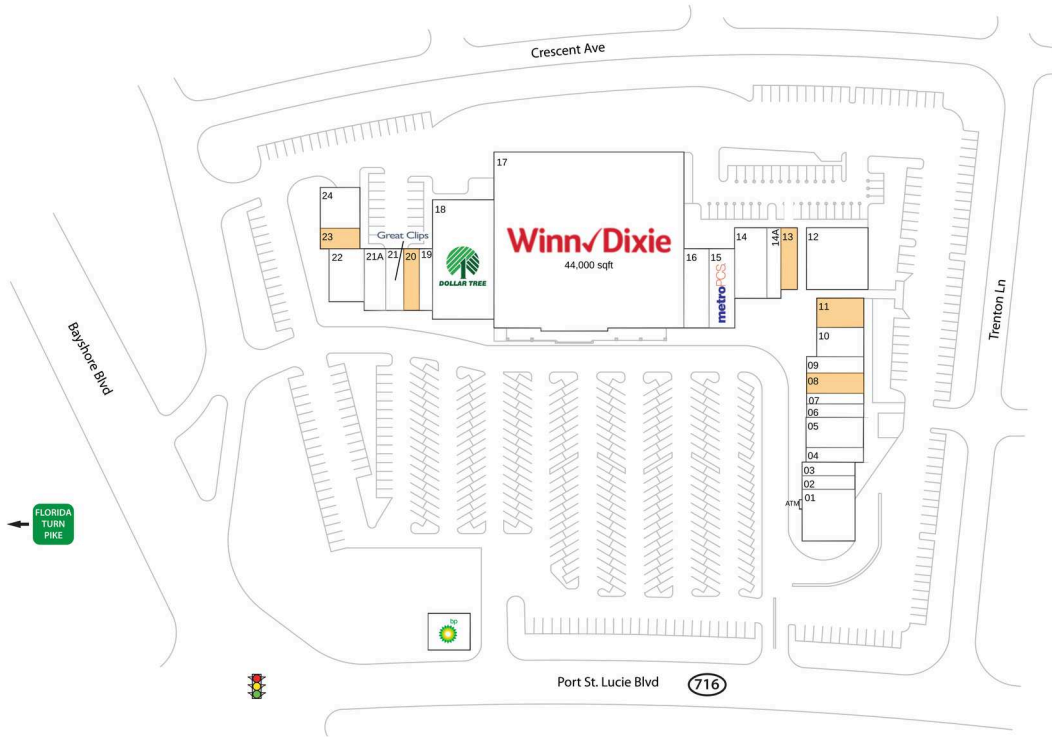 Crescent Ave
17
24
18
Great Clips
23
22
21A
21
20
19
DOLLAR TREE
Winn✓Dixie
44,000 sqft
16
15
metroPCS.
14
14A
13
12
11
10
09
08
07
06
05
04
03
02
01
ATM
Trenton Ln
Bayshore Blvd
FLORIDA
TURN
PIKE
bp
Port St. Lucie Blvd
716